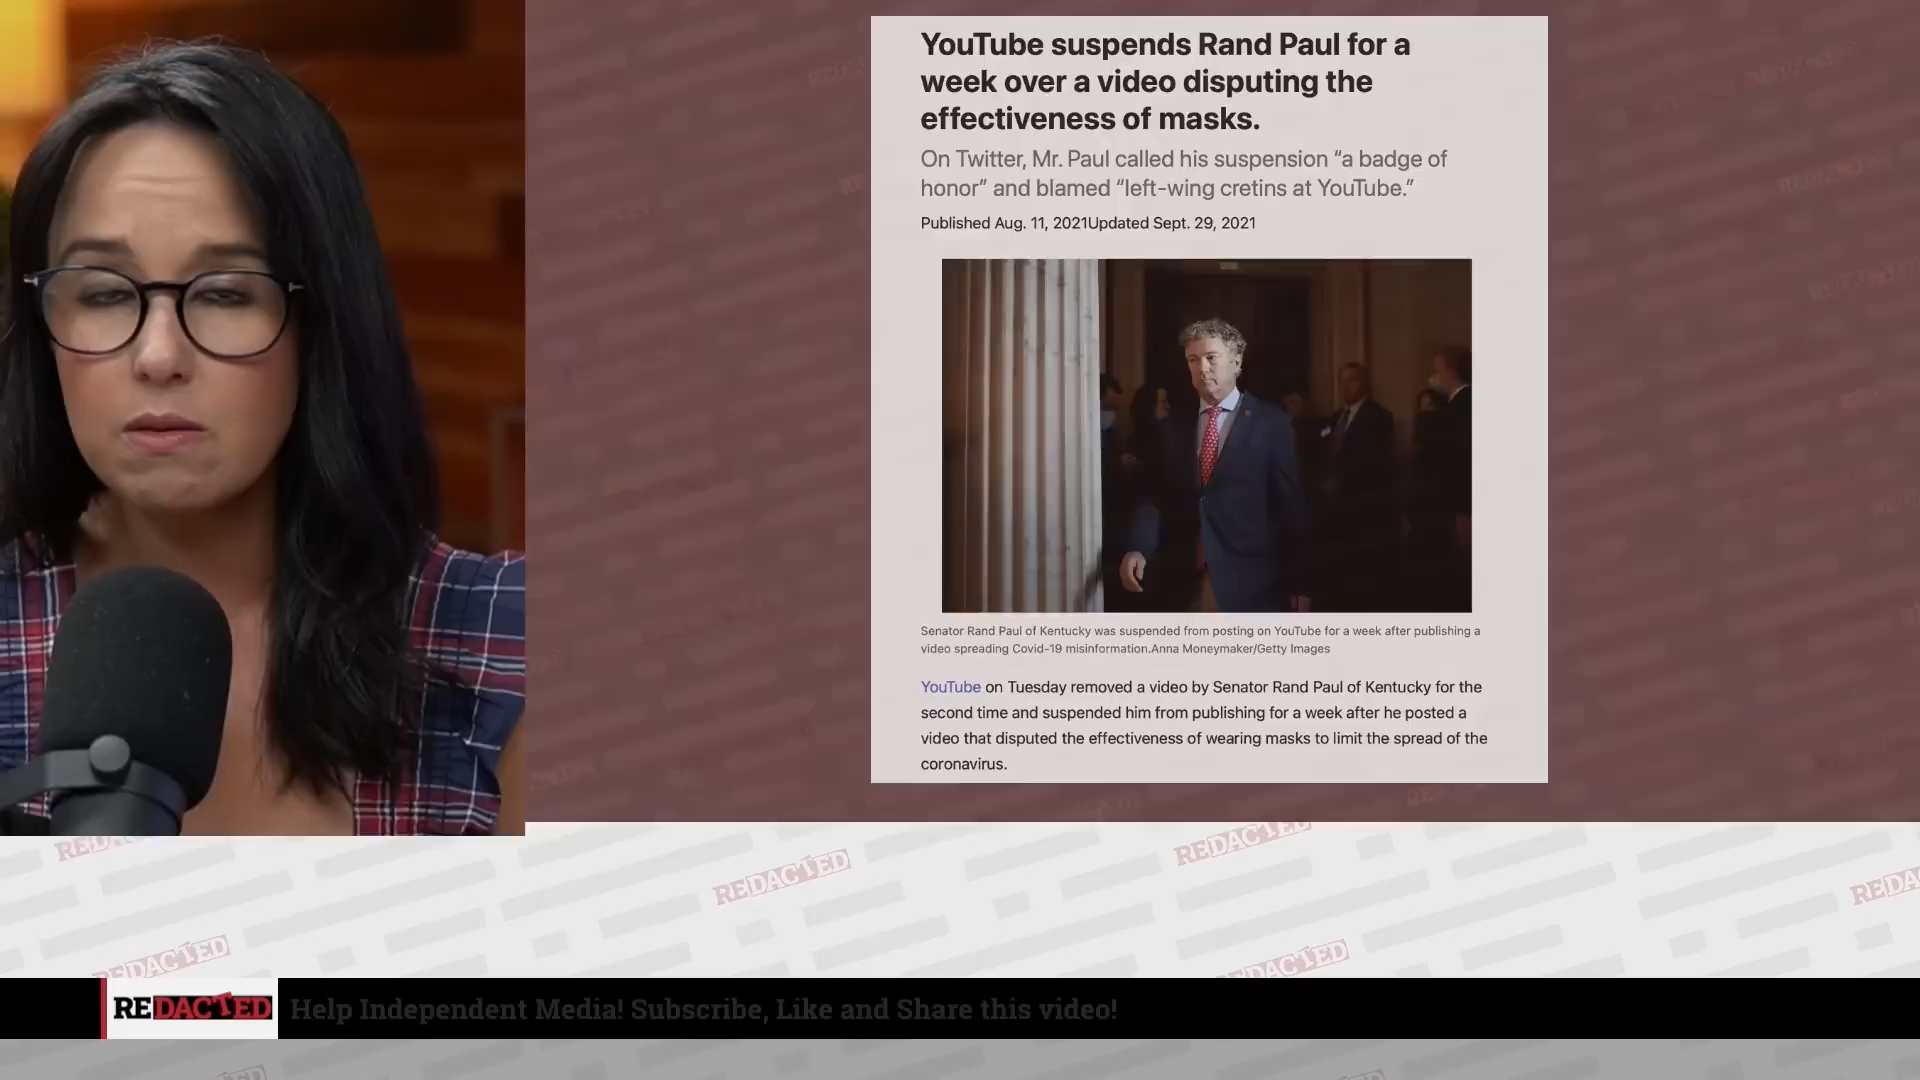 YouTube suspends Rand Paul for a
week over a video disputing the
effectiveness of masks.
On Twitter, Mr. Paul called his suspension “a badge of
honor” and blamed “left-wing cretins at YouTube.”
Published Aug. 11, 2021Updated Sept. 29, 2021
Senator Rand Paul of Kentucky was suspended from posting on YouTube for a week after publishing a
video spreading Covid-19 misinformation.Anna Moneymaker/Getty Images
YouTube on Tuesday removed a video by Senator Rand Paul of Kentucky for the
second time and suspended him from publishing for a week after he posted a
video that disputed the effectiveness of wearing masks to limit the spread of the
coronavirus.
REDACTED
REDACTED
REDACTED
REDACTED
REDACTED Help Independent Media! Subscribe, Like and Share this video!